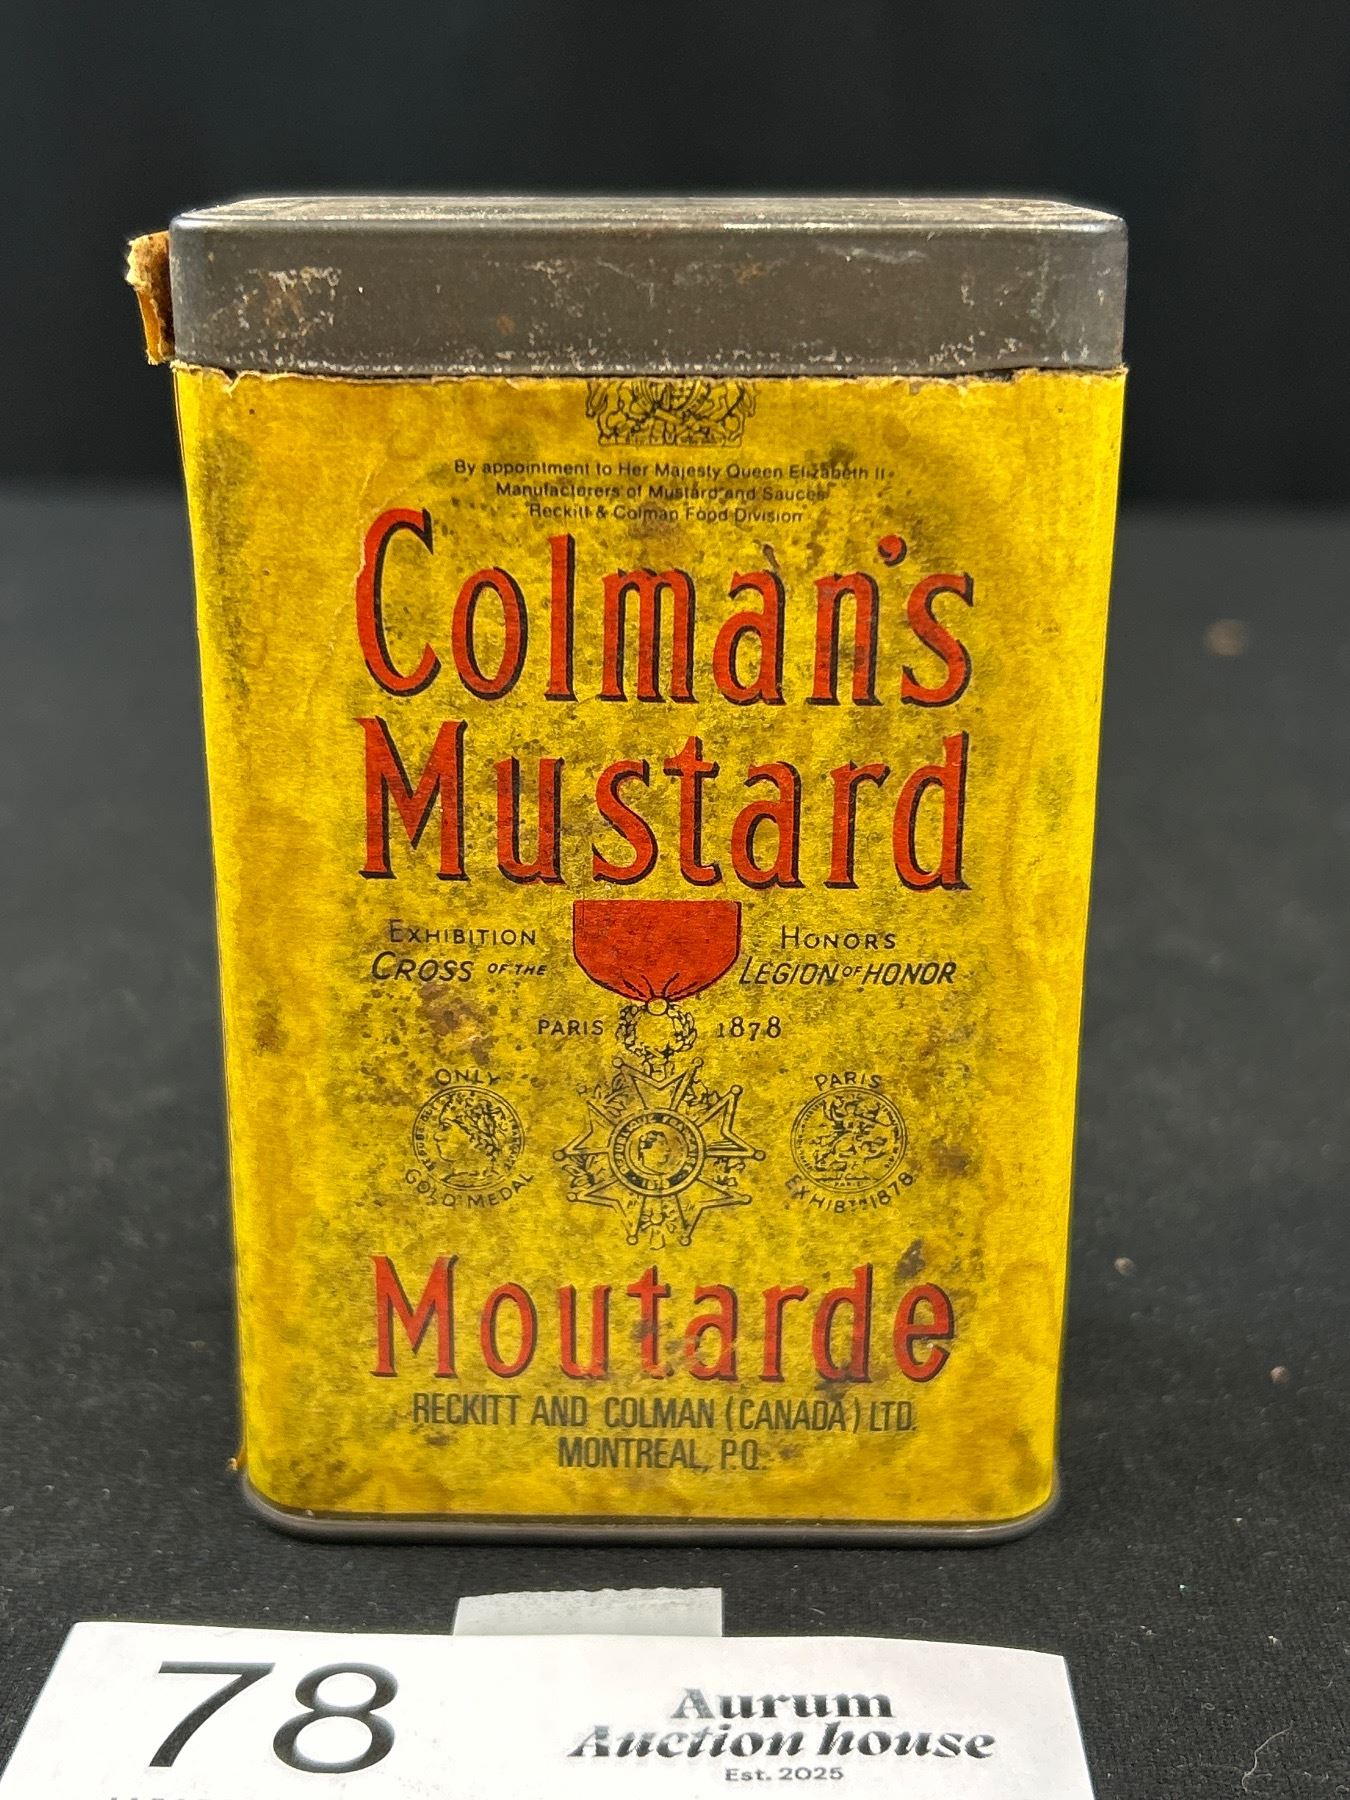 By appointment to Her Majesty Queen Elizabeth II
Manufacturers of Mustard and Sauces
Reckitt & Colman Food Division
Colman's
Mustard
EXHIBITION HONORS
CROSS OF THE LEGION OF HONOR
PARIS 1878
ONLY
GOLD MEDAL
PARIS
EXHIBTN 1878
Moutarde
RECKITT AND COLMAN (CANADA) LTD.
MONTREAL, P.Q.
78
Aurum
Auction house
Est. 2025